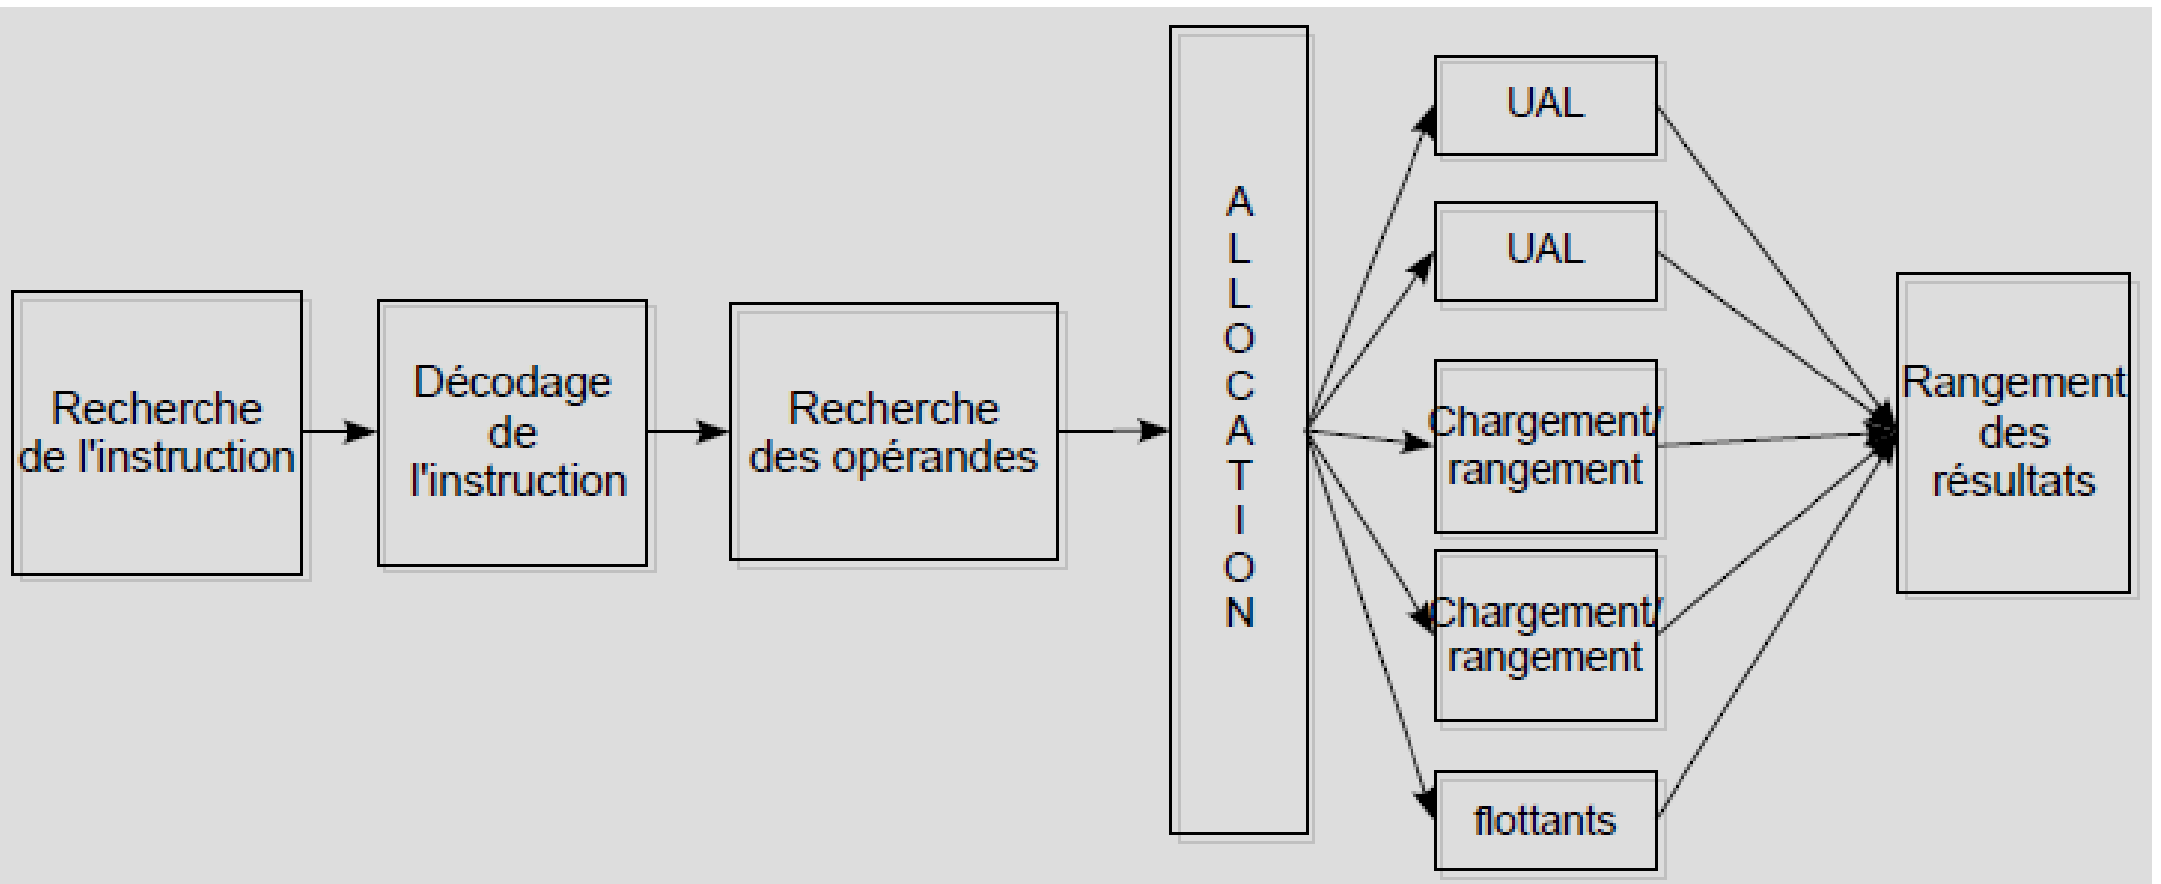 Recherche
de l'instruction
Décodage
de
l'instruction
Recherche
des opérandes
A
L
L
O
C
A
T
I
O
N
UAL
UAL
Chargement/
rangement
Chargement/
rangement
flottants
Rangement
des
résultats